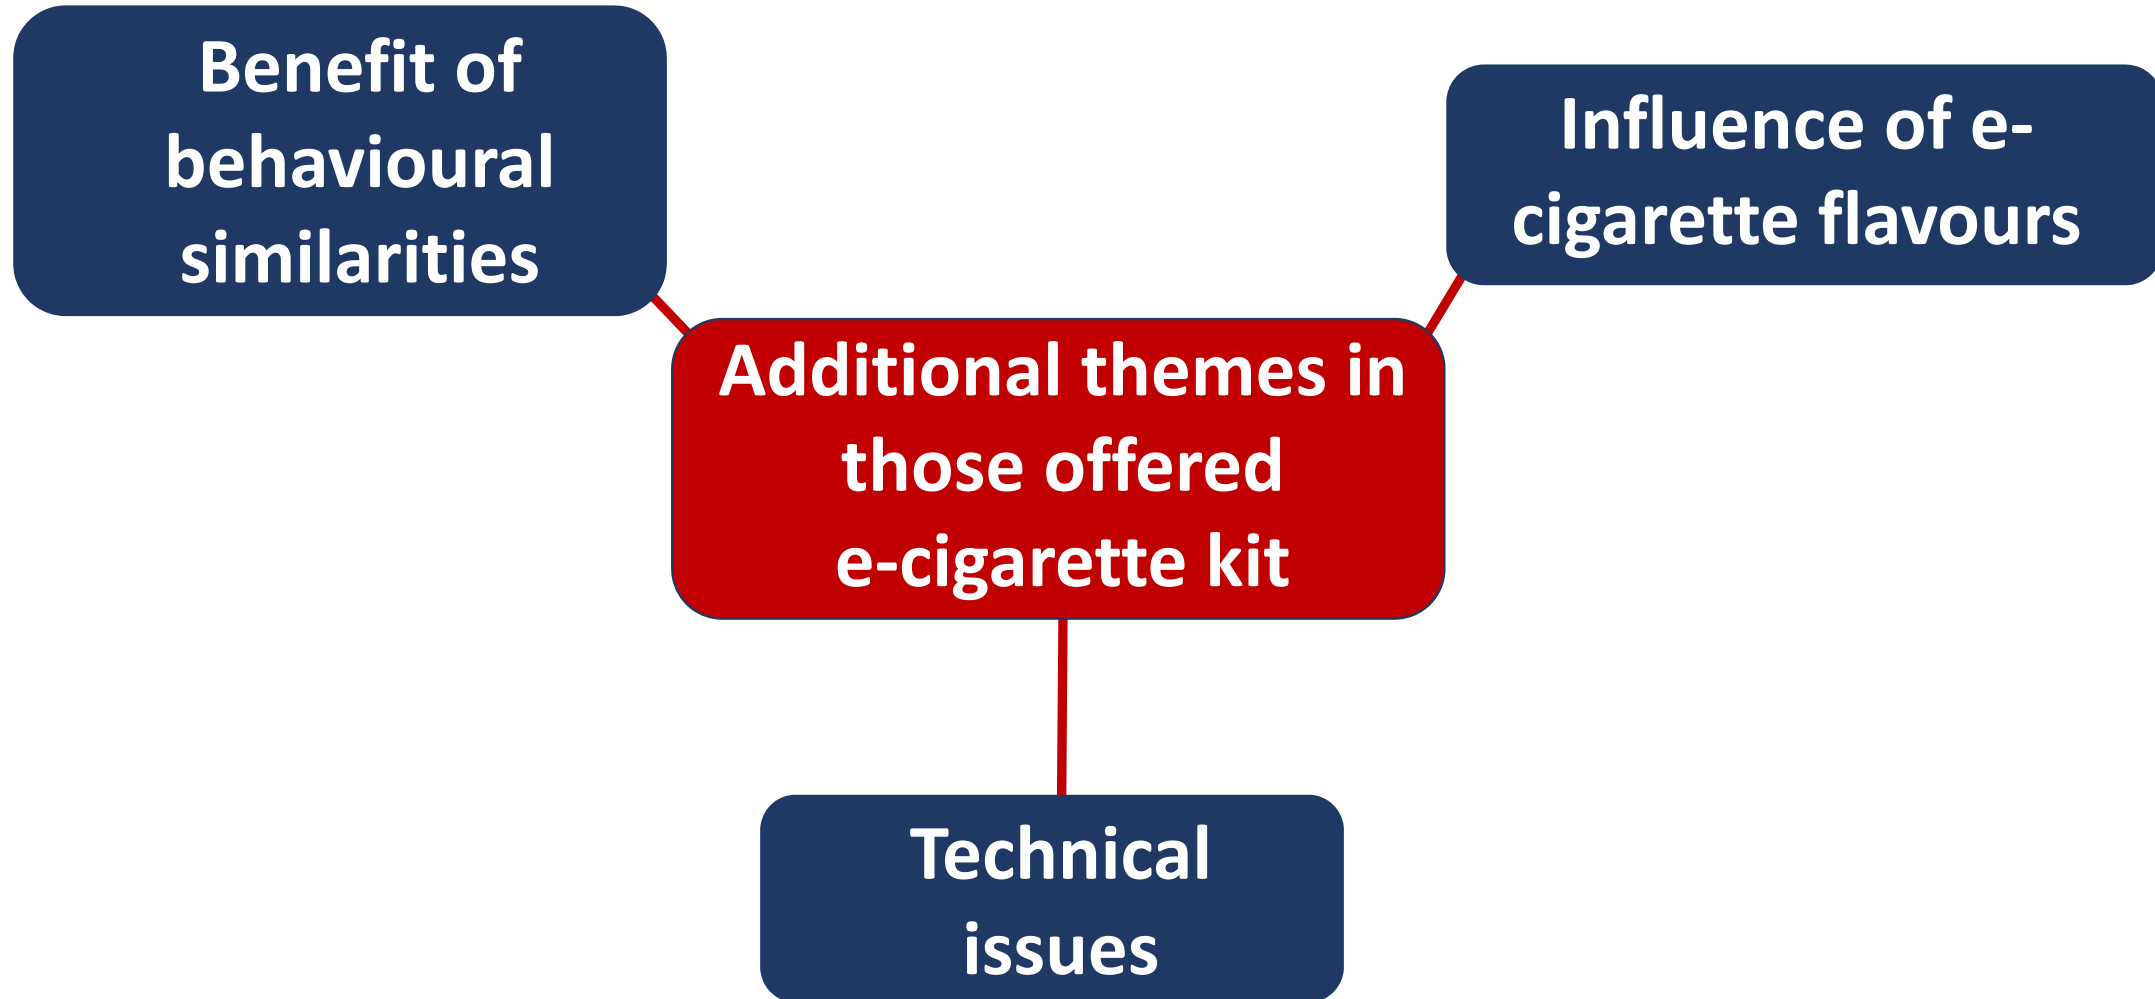 Benefit of
behavioural
similarities
Influence of e-
cigarette flavours
Additional themes in
those offered
e-cigarette kit
Technical
issues